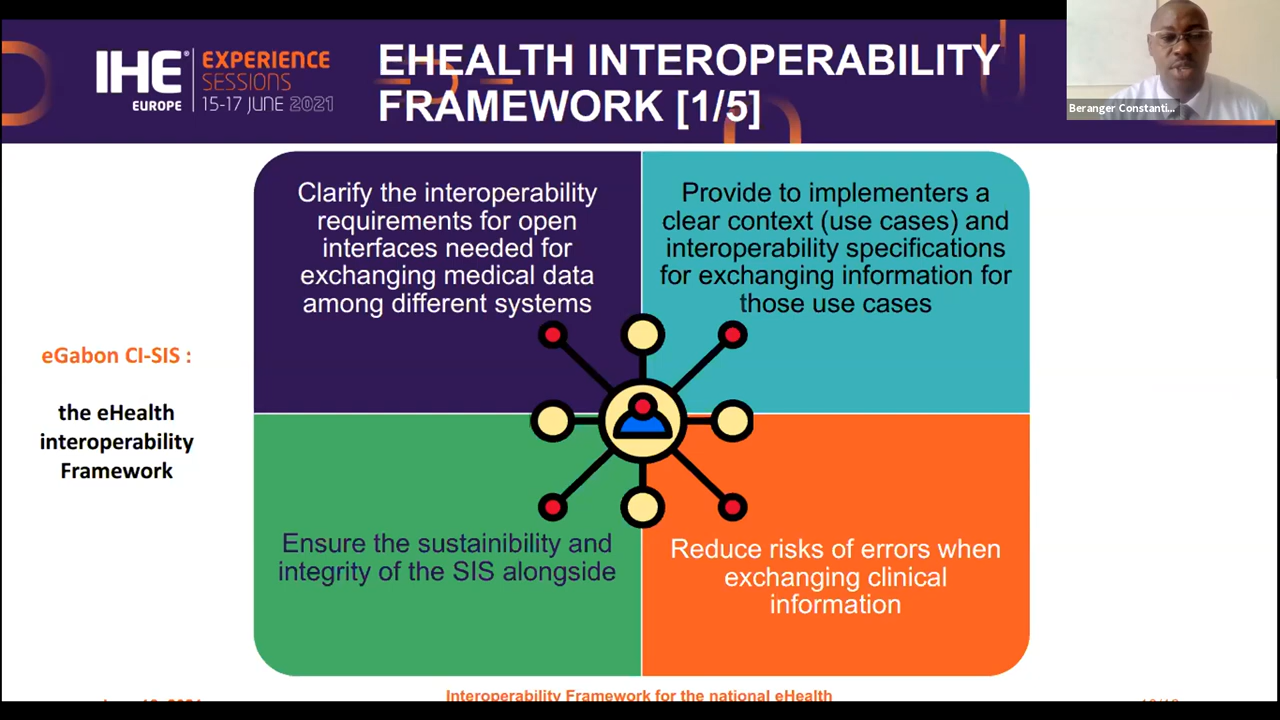 IHE
EUROPE
EXPERIENCE
SESSIONS
15-17 JUNE 2021
EHEALTH INTEROPERABILITY
FRAMEWORK [1/5]
Beranger Constanti...
Clarify the interoperability
requirements for open
interfaces needed for
exchanging medical data
among different systems
Provide to implementers a
clear context (use cases) and
interoperability specifications
for exchanging information for
those use cases
eGabon CI-SIS :
the eHealth
interoperability
Framework
Ensure the sustainibility and
integrity of the SIS alongside
Reduce risks of errors when
exchanging clinical
information
Interoperability Framework for the national eHealth